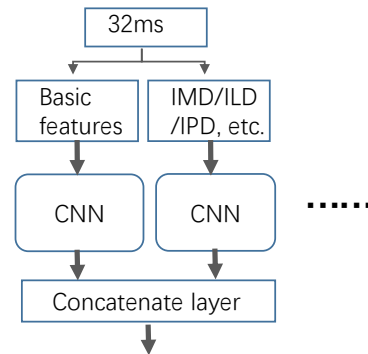 32ms
Basic
features
IMD/ILD
/IPD, etc.
CNN
CNN
……
Concatenate layer